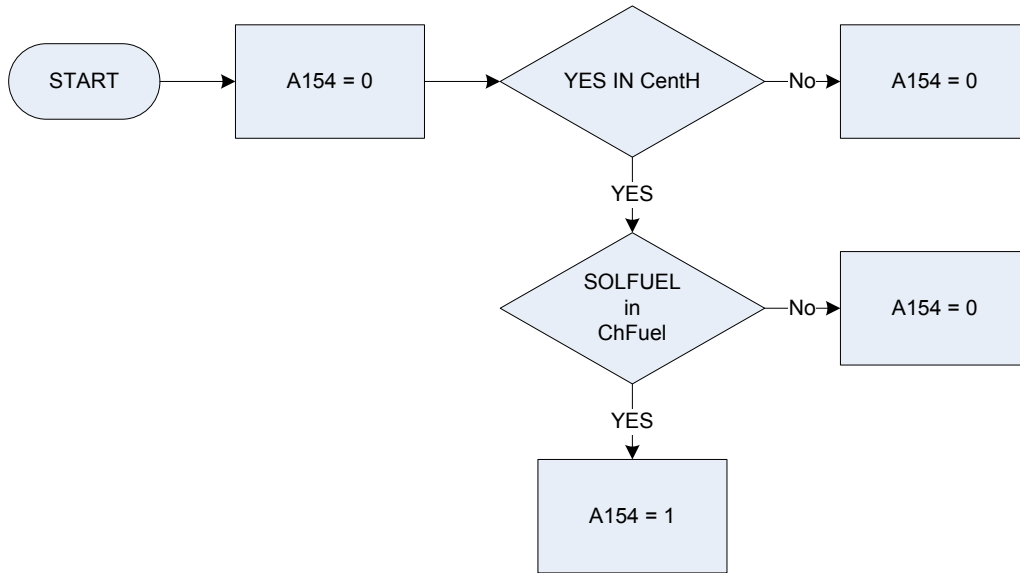 START
A154 = 0
YES IN CentH
No
A154 = 0
YES
SOLFUEL
in
ChFuel
No
A154 = 0
YES
A154 = 1